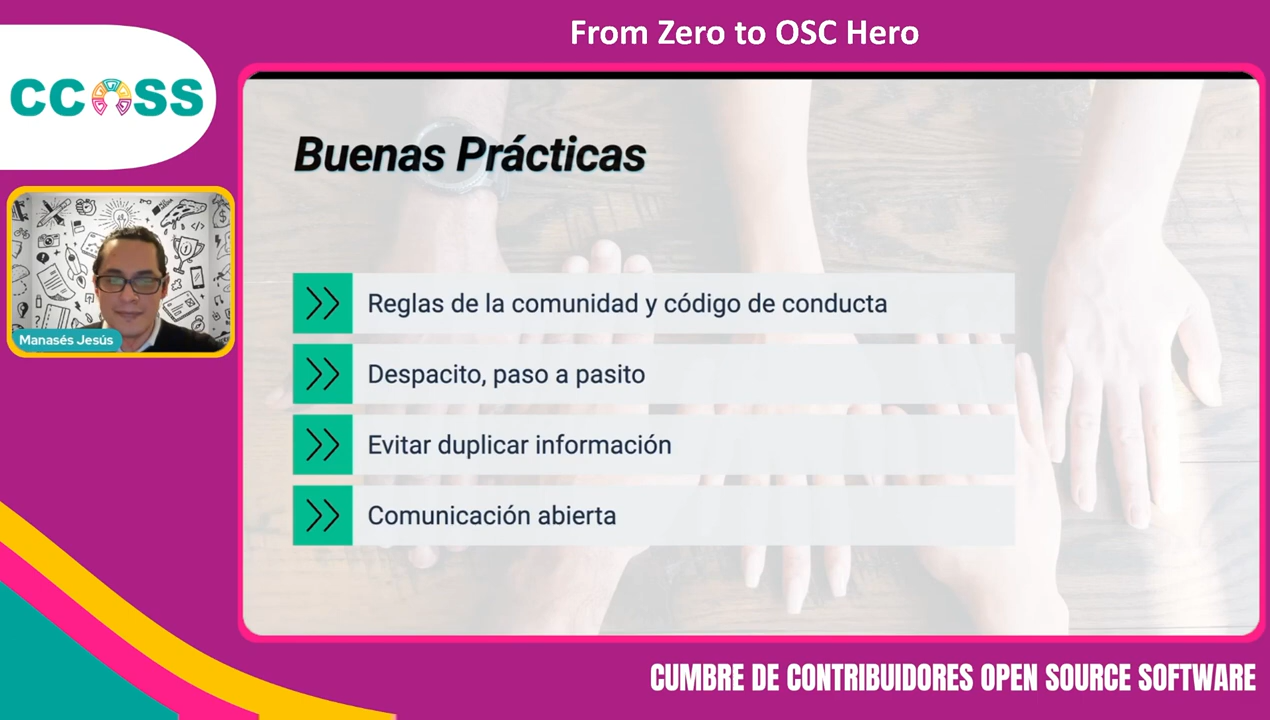 From Zero to OSC Hero
CCOSS
Buenas Prácticas
Manasés Jesús
Reglas de la comunidad y código de conducta
Despacito, paso a pasito
Evitar duplicar información
Comunicación abierta
CUMBRE DE CONTRIBUIDORES OPEN SOURCE SOFTWARE